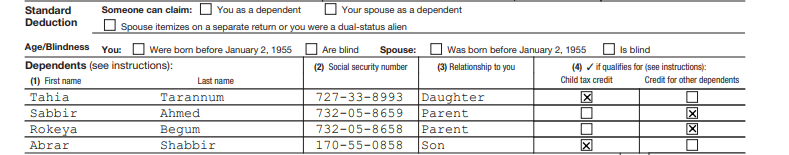 Standard Deduction Someone can claim: You as a dependent Your spouse as a dependent
Spouse itemizes on a separate return or you were a dual-status alien
Age/Blindness You: Were born before January 2, 1955 Are blind Spouse: Was born before January 2, 1955 Is blind
Dependents (see instructions): (2) Social security number (3) Relationship to you (4) ✓ if qualifies for (see instructions):
(1) First name Last name Child tax credit Credit for other dependents
Tahia Tarannum 727-33-8993 Daughter ☒ ☐
Sabbir Ahmed 732-05-8659 Parent ☐ ☒
Rokeya Begum 732-05-8658 Parent ☐ ☒
Abrar Shabbir 170-55-0858 Son ☒ ☐